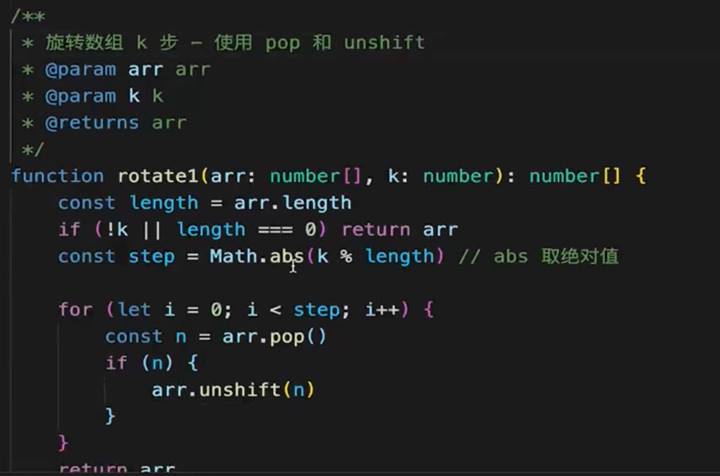 /**
 * 旋转数组 k 步 - 使用 pop 和 unshift
 * @param arr arr
 * @param k k
 * @returns arr
 */
function rotate1(arr: number[], k: number): number[] {
    const length = arr.length
    if (!k || length === 0) return arr
    const step = Math.abs(k % length) // abs 取绝对值

    for (let i = 0; i < step; i++) {
        const n = arr.pop()
        if (n) {
            arr.unshift(n)
        }
    }
    return arr